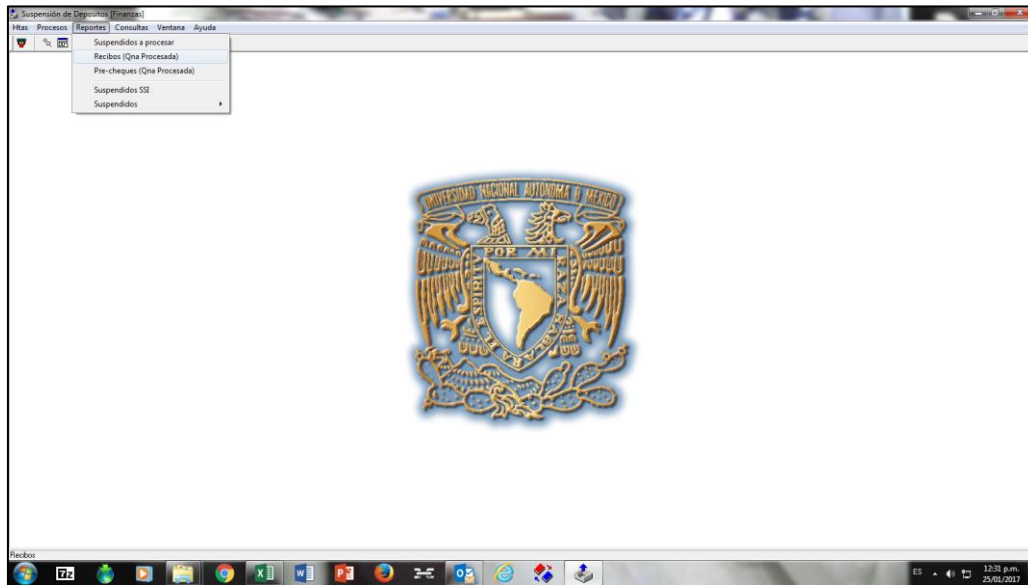 Suspensión de Depositos [Finanzas]
Htas Procesos Reportes Consultas Ventana Ayuda
Suspendidos a procesar
Recibos (Qna Procesada)
Pre-cheques (Qna Procesada)
Suspendidos SSI
Suspendidos
UNIVERSIDAD NACIONAL AUTONOMA D MEXICO
POR MI RAZA HABLARA EL ESPIRITU
Recibos
7z
ES
12:31 p.m.
25/01/2017